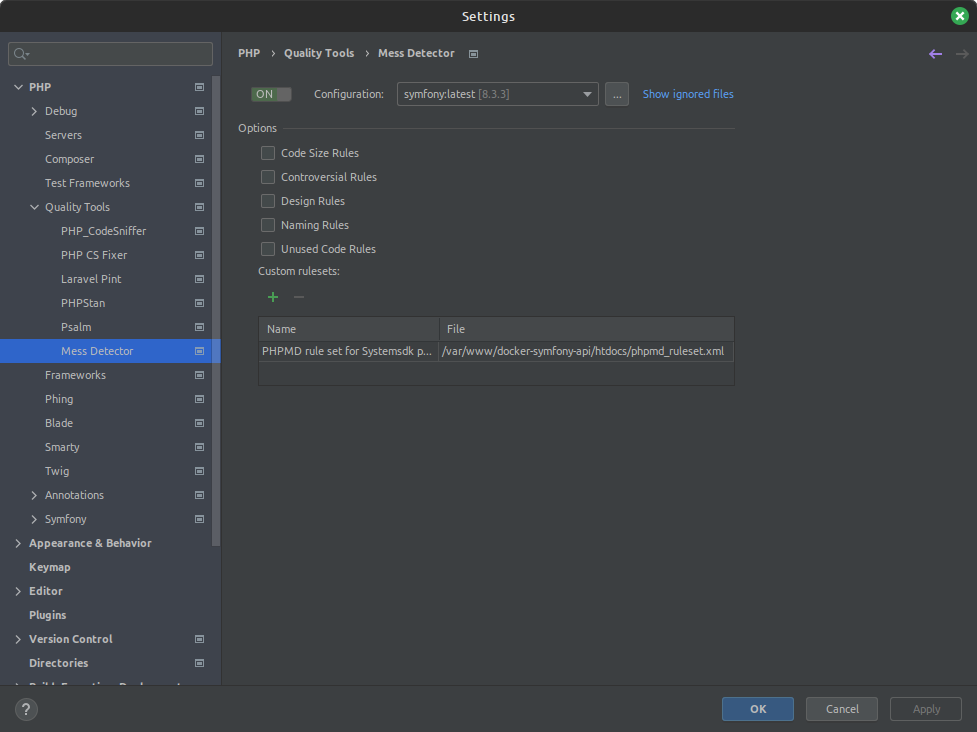 Settings
PHP
Debug
Servers
Composer
Test Frameworks
Quality Tools
PHP_CodeSniffer
PHP CS Fixer
Laravel Pint
PHPStan
Psalm
Mess Detector
Frameworks
Phing
Blade
Smarty
Twig
Annotations
Symfony
Appearance & Behavior
Keymap
Editor
Plugins
Version Control
Directories
PHP › Quality Tools › Mess Detector
ON Configuration: symfony:latest [8.3.3] ... Show ignored files
Options
Code Size Rules
Controversial Rules
Design Rules
Naming Rules
Unused Code Rules
Custom rulesets:
Name File
PHPMD rule set for Systemsdk p... /var/www/docker-symfony-api/htdocs/phpmd_ruleset.xml
? OK Cancel Apply